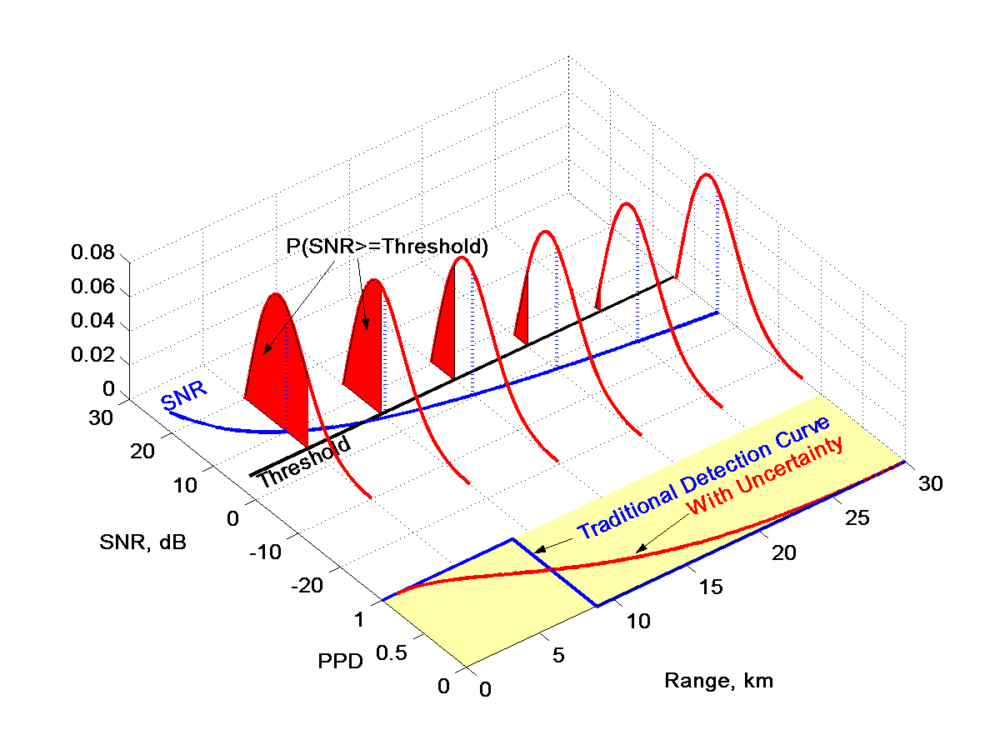 P(SNR>=Threshold)
0.08
0.06
0.04
0.02
0
30
20
10
0
-10
-20
SNR, dB
SNR
Threshold
Traditional Detection Curve
With Uncertainty
1
0.5
0
PPD
0
5
10
15
20
25
30
Range, km